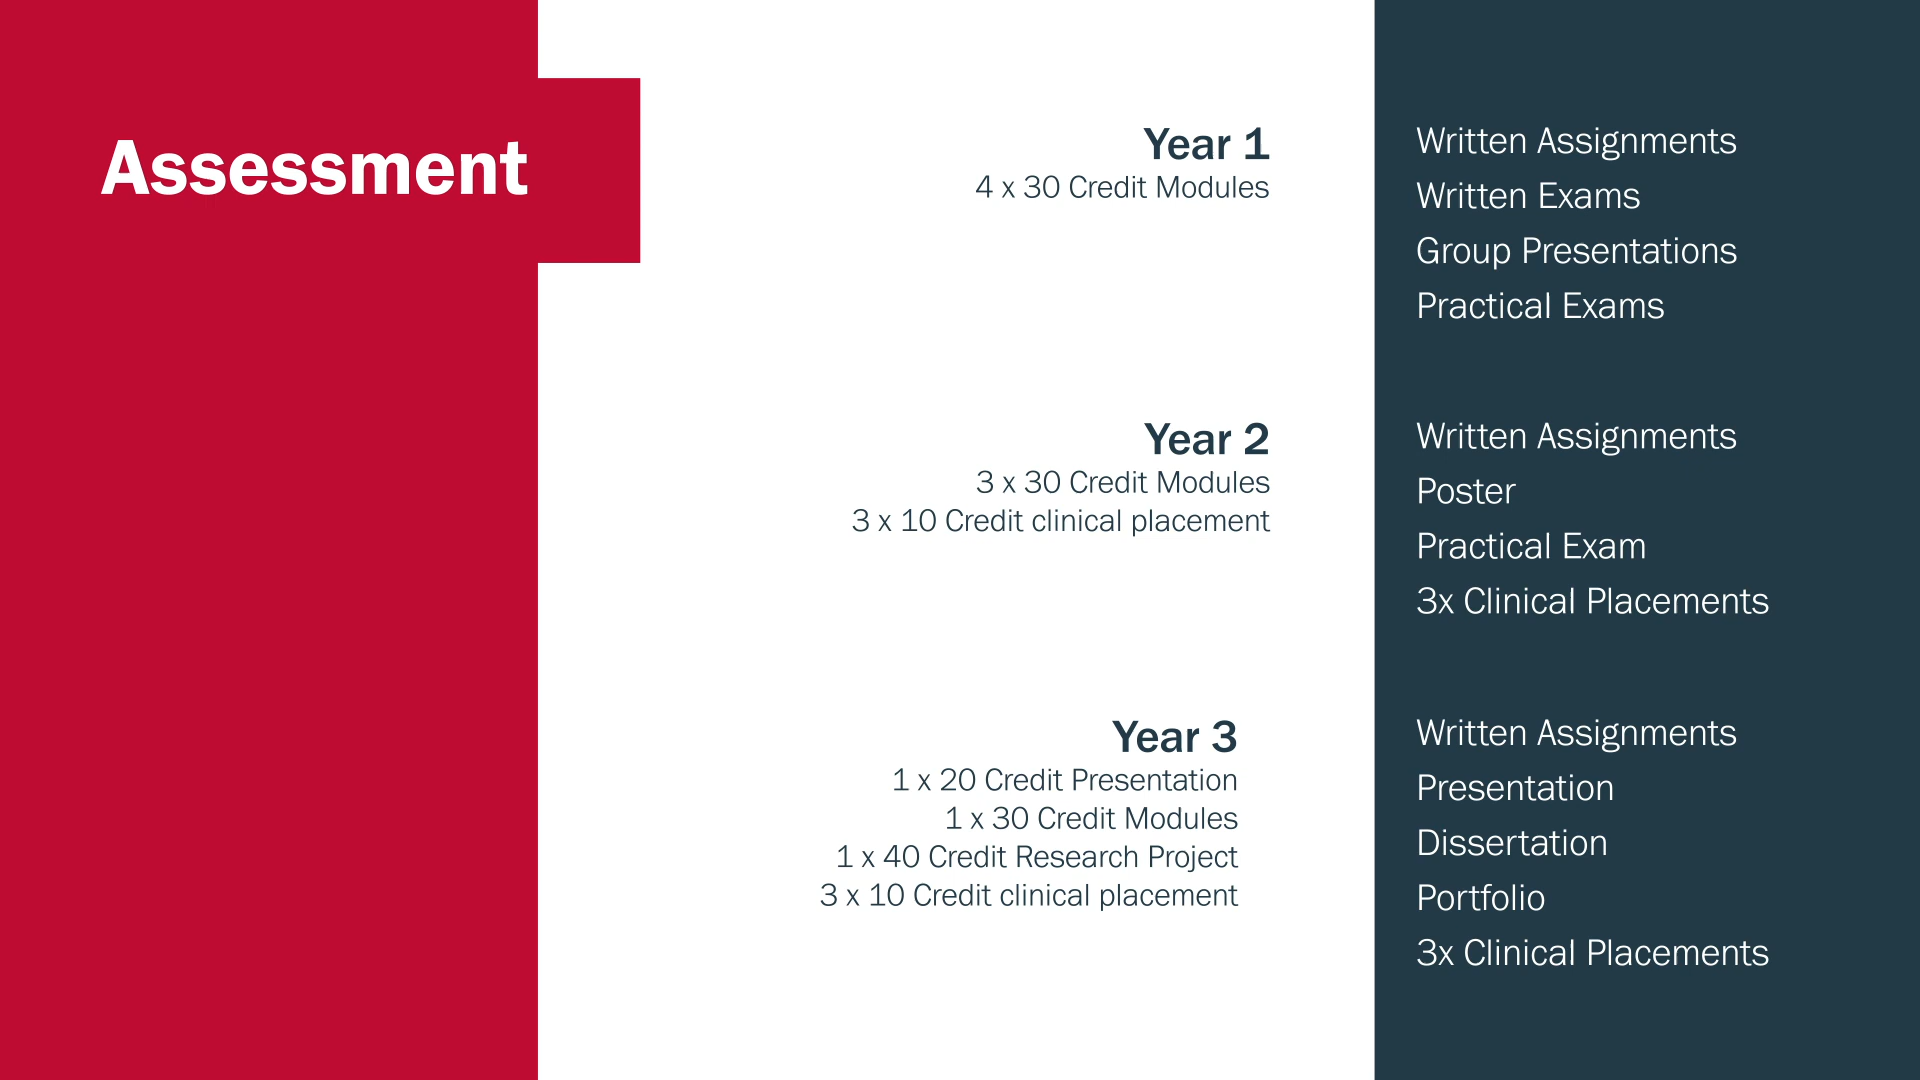 Assessment
Year 1
4 x 30 Credit Modules
Written Assignments
Written Exams
Group Presentations
Practical Exams
Year 2
3 x 30 Credit Modules
3 x 10 Credit clinical placement
Written Assignments
Poster
Practical Exam
3x Clinical Placements
Year 3
1 x 20 Credit Presentation
1 x 30 Credit Modules
1 x 40 Credit Research Project
3 x 10 Credit clinical placement
Written Assignments
Presentation
Dissertation
Portfolio
3x Clinical Placements